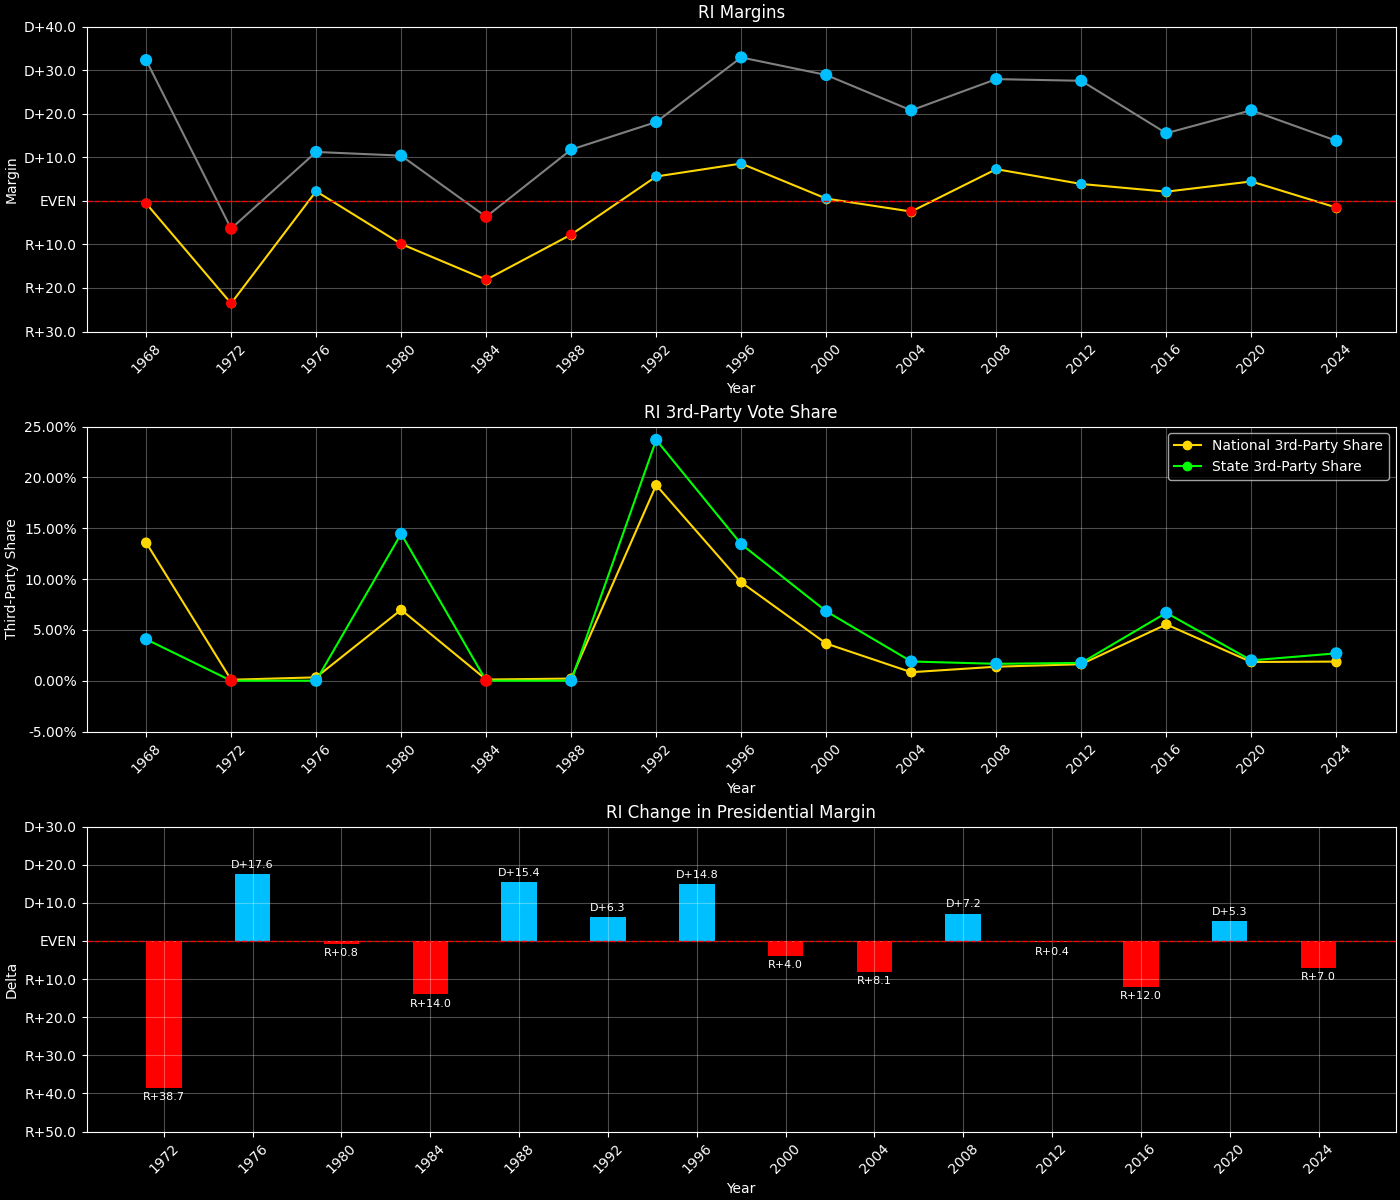 RI Margins
D+40.0
D+30.0
D+20.0
D+10.0
EVEN
R+10.0
R+20.0
R+30.0
Margin
1968 1972 1976 1980 1984 1988 1992 1996 2000 2004 2008 2012 2016 2020 2024
Year
RI 3rd-Party Vote Share
25.00%
20.00%
15.00%
10.00%
5.00%
0.00%
-5.00%
Third-Party Share
National 3rd-Party Share
State 3rd-Party Share
1968 1972 1976 1980 1984 1988 1992 1996 2000 2004 2008 2012 2016 2020 2024
Year
RI Change in Presidential Margin
D+30.0
D+20.0
D+10.0
EVEN
R+10.0
R+20.0
R+30.0
R+40.0
R+50.0
Delta
R+38.7
D+17.6
R+0.8
R+14.0
D+15.4
D+6.3
D+14.8
R+4.0
R+8.1
D+7.2
R+0.4
R+12.0
D+5.3
R+7.0
1972 1976 1980 1984 1988 1992 1996 2000 2004 2008 2012 2016 2020 2024
Year